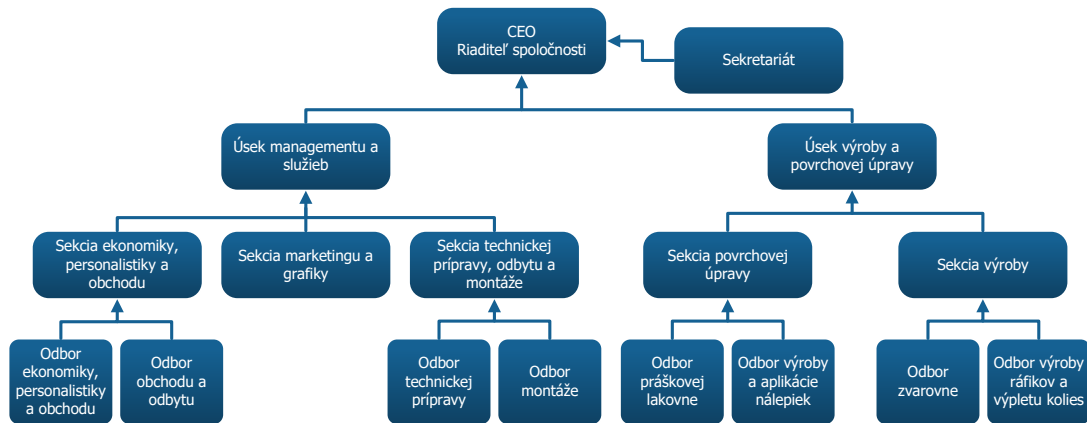 CEO
Riaditeľ spoločnosti
Sekretariát
Úsek managementu a
služieb
Úsek výroby a
povrchovej úpravy
Sekcia ekonomiky,
personalistiky a
obchodu
Sekcia marketingu a
grafiky
Sekcia technickej
prípravy, odbytu a
montáže
Sekcia povrchovej
úpravy
Sekcia výroby
Odbor
ekonomiky,
personalistiky
a obchodu
Odbor
obchodu a
odbytu
Odbor
technickej
prípravy
Odbor
montáže
Odbor
práškovej
lakovne
Odbor výroby
a aplikácie
nálepiek
Odbor
zvarovne
Odbor výroby
ráfikov a
výpletu kolies